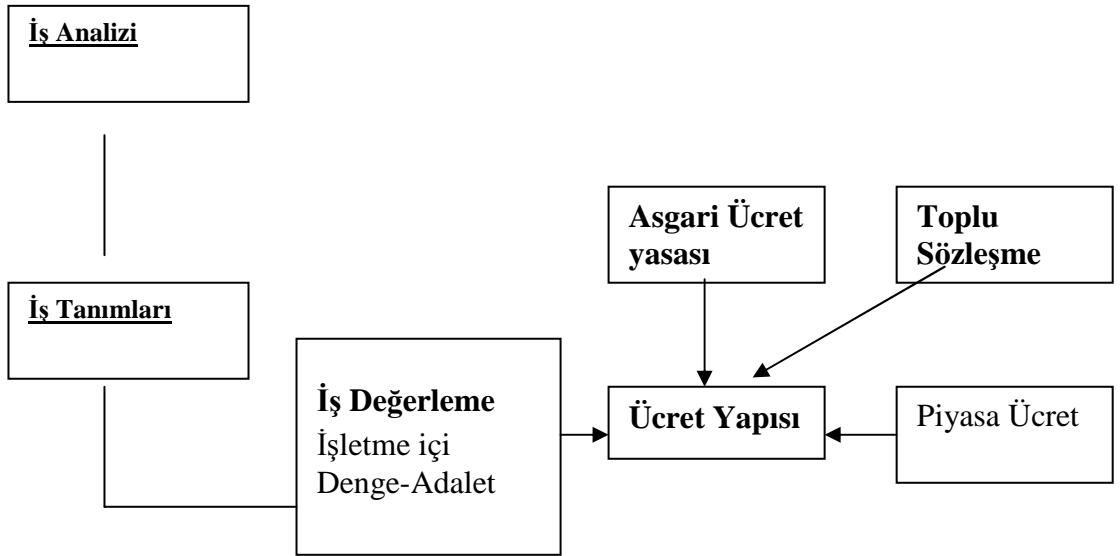 İş Analizi
Asgari Ücret
yasası
Toplu
Sözleşme
İş Tanımları
İş Değerleme
İşletme içi
Denge-Adalet
Ücret Yapısı
Piyasa Ücret